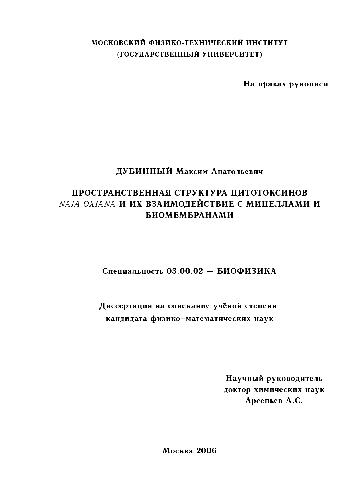 МОСКОВСКИЙ ФИЗИКО-ТЕХНИЧЕСКИЙ ИНСТИТУТ
(ГОСУДАРСТВЕННЫЙ УНИВЕРСИТЕТ)
На правах рукописи
ДУБИННЫЙ Максим Анатольевич
ПРОСТРАНСТВЕННАЯ СТРУКТУРА ЦИТОТОКСИНОВ
NAJA OXIANA И ИХ ВЗАИМОДЕЙСТВИЕ С МИЦЕЛЛАМИ И
БИОМЕМБРАНАМИ
Специальность 03.00.02 — БИОФИЗИКА
Диссертация на соискание учёной степени
кандидата физико-математических наук
Научный руководитель
доктор химических наук
Арсеньев А.С.
Москва 2006